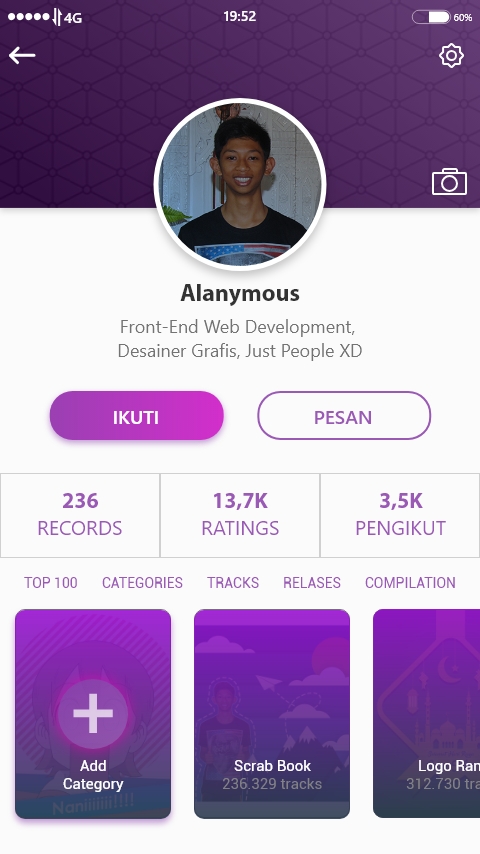 4G 19:52 60%
Alanymous
Front-End Web Development,
Desainer Grafis, Just People XD
IKUTI PESAN
236 13,7K 3,5K
RECORDS RATINGS PENGIKUT
TOP 100 CATEGORIES TRACKS RELASES COMPILATION
Add
Category
Naniiiiiii!!!!
Scrab Book
236.329 tracks
Logo Ran
312.730 tra